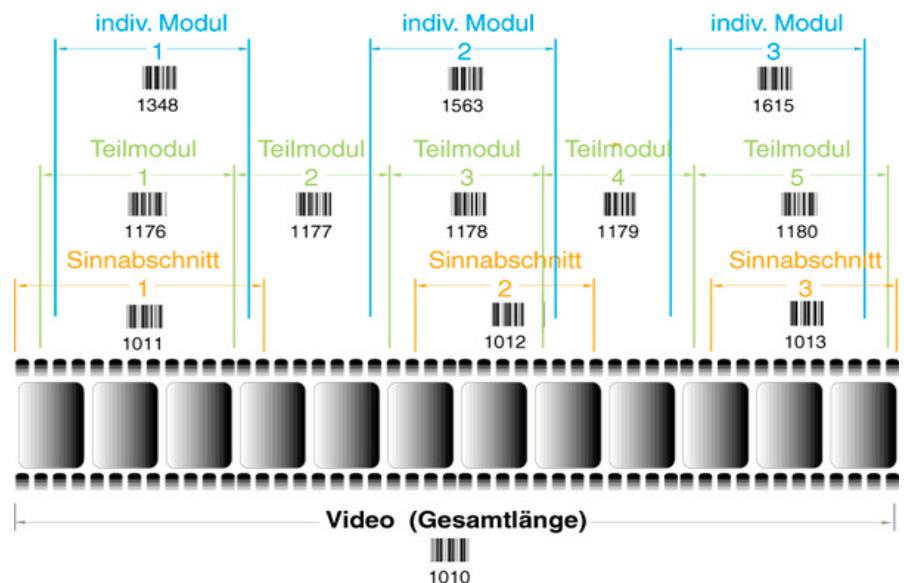 indiv. Modul indiv. Modul indiv. Modul
1 2 3
1348 1563 1615
Teilmodul Teilmodul Teilmodul Teilmodul Teilmodul
1 2 3 4 5
1176 1177 1178 1179 1180
Sinnabschnitt Sinnabschnitt Sinnabschnitt
1 2 3
1011 1012 1013
Video (Gesamtlänge)
1010